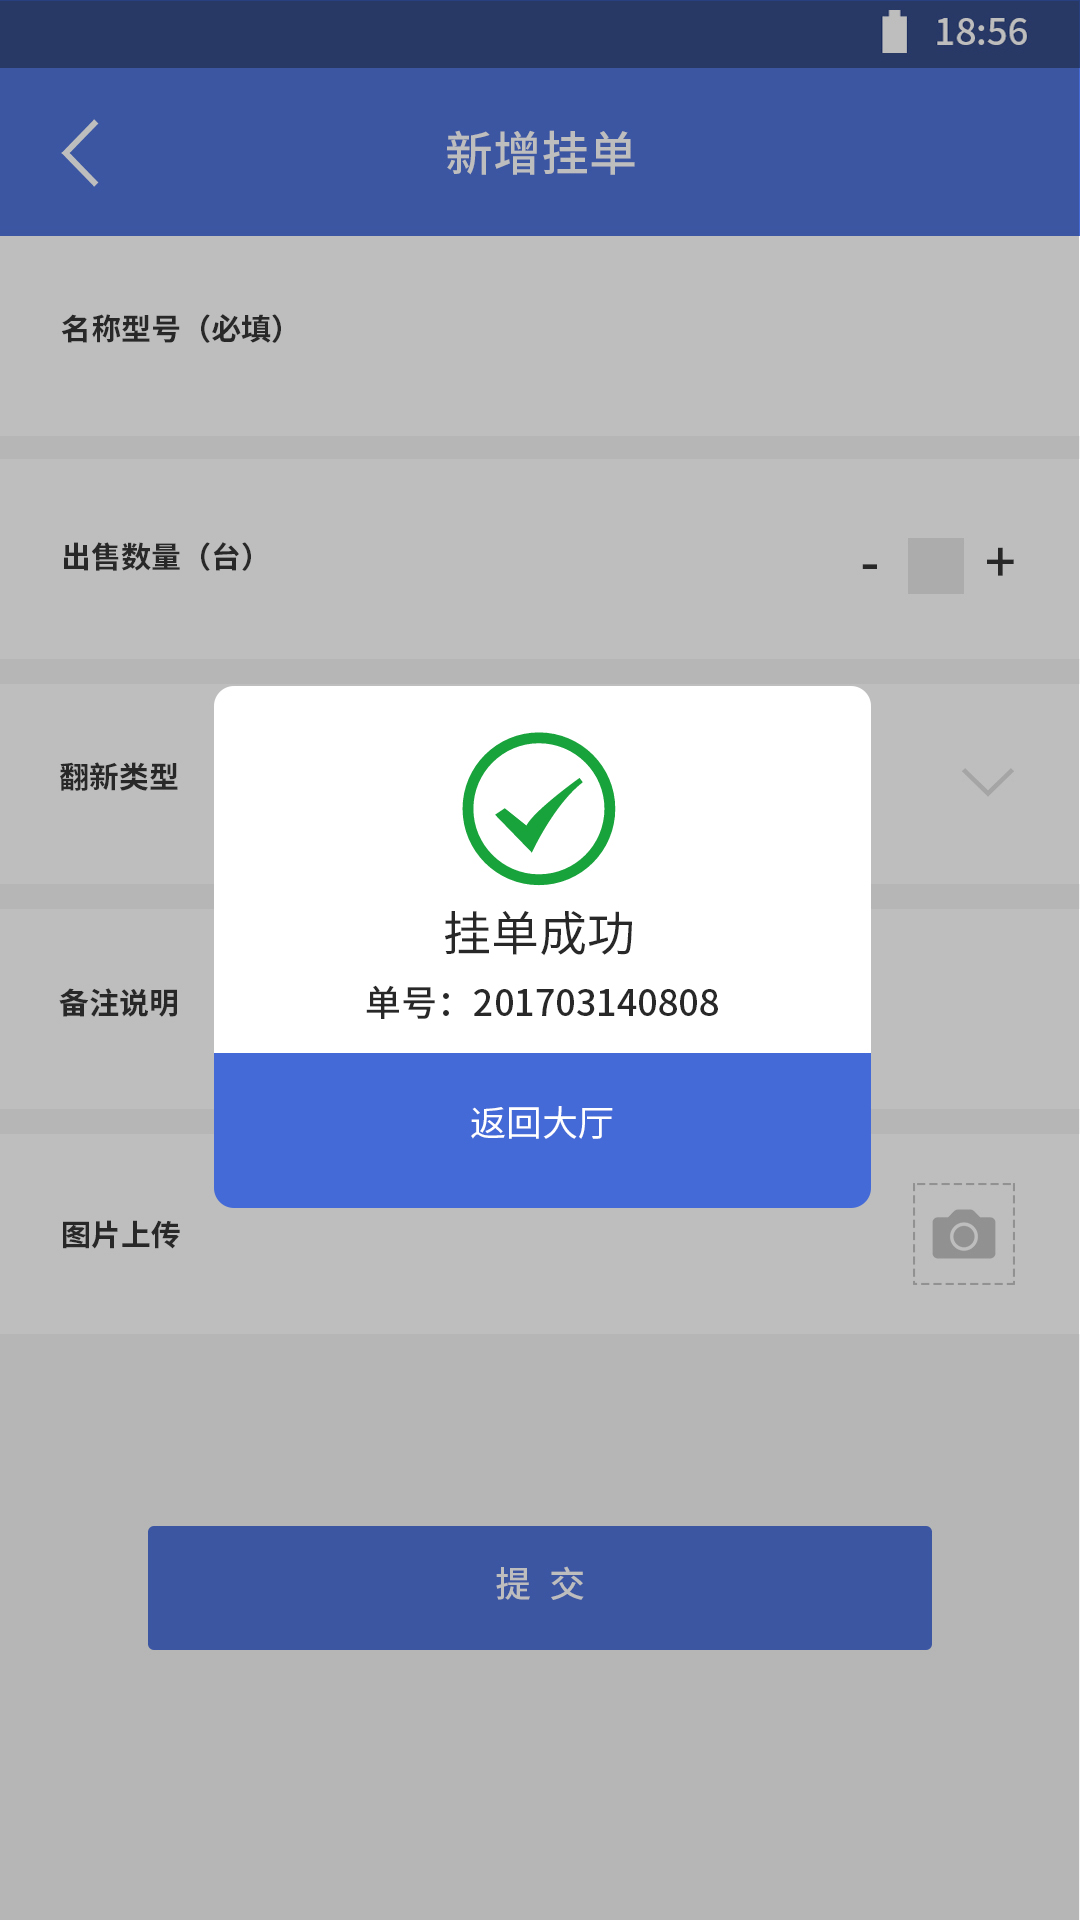 18:56
新增挂单
名称型号（必填）
出售数量（台）
- +
翻新类型
挂单成功
备注说明
单号：201703140808
返回大厅
图片上传
提 交